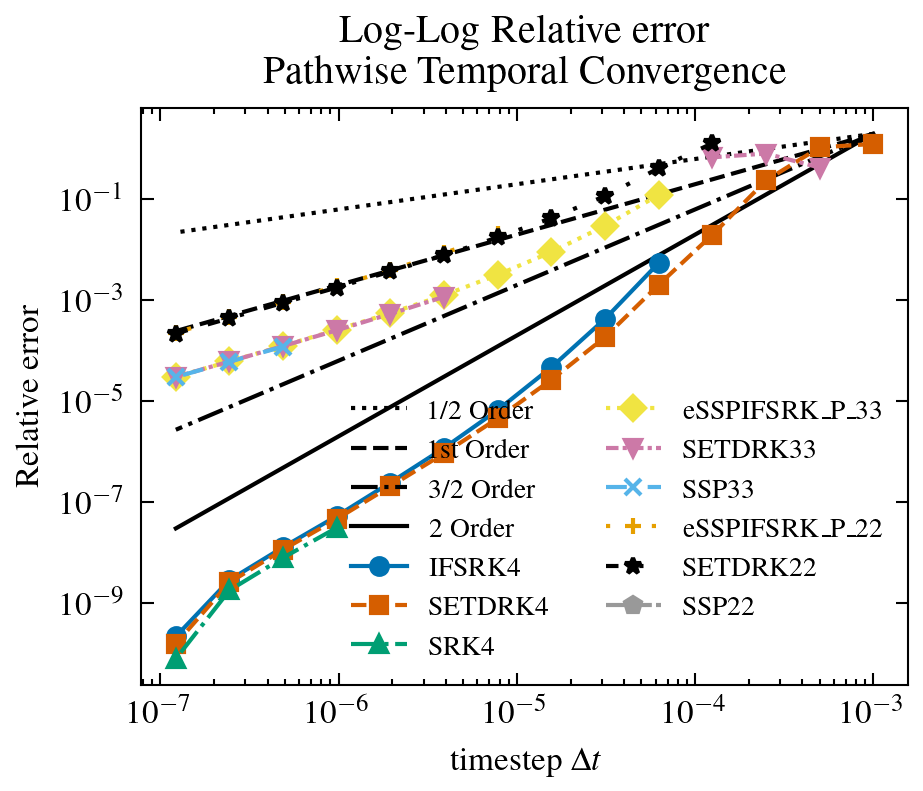 Log-Log Relative error
Pathwise Temporal Convergence
Relative error
10⁻¹
10⁻³
10⁻⁵
10⁻⁷
10⁻⁹
1/2 Order
1st Order
3/2 Order
2 Order
IFSRK4
SETDRK4
SRK4
eSSPIFSRK_P_33
SETDRK33
SSP33
eSSPIFSRK_P_22
SETDRK22
SSP22
10⁻⁷ 10⁻⁶ 10⁻⁵ 10⁻⁴ 10⁻³
timestep Δt